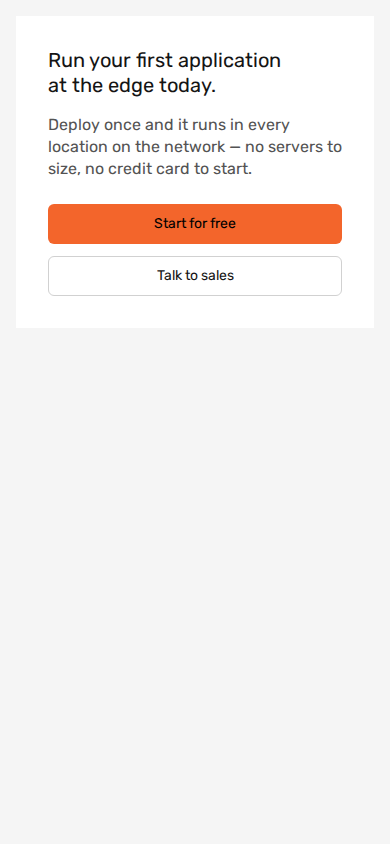 Run your first application
at the edge today.
Deploy once and it runs in every
location on the network — no servers to
size, no credit card to start.
Start for free
Talk to sales